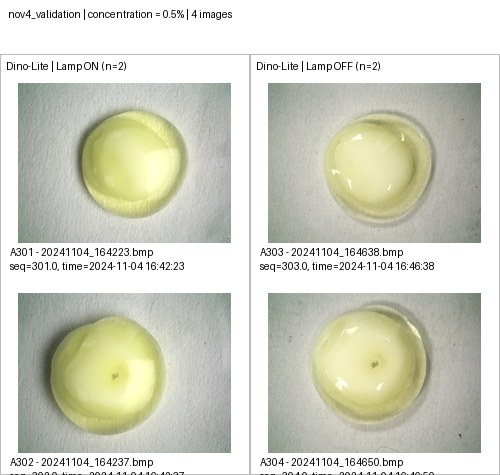 nov4_validation | concentration = 0.5% | 4 images
Dino-Lite | Lamp ON (n=2)
Dino-Lite | Lamp OFF (n=2)
A301 - 20241104_164223.bmp
seq=301.0, time=2024-11-04 16:42:23
A303 - 20241104_164638.bmp
seq=303.0, time=2024-11-04 16:46:38
A302 - 20241104_164237.bmp
A304 - 20241104_164650.bmp